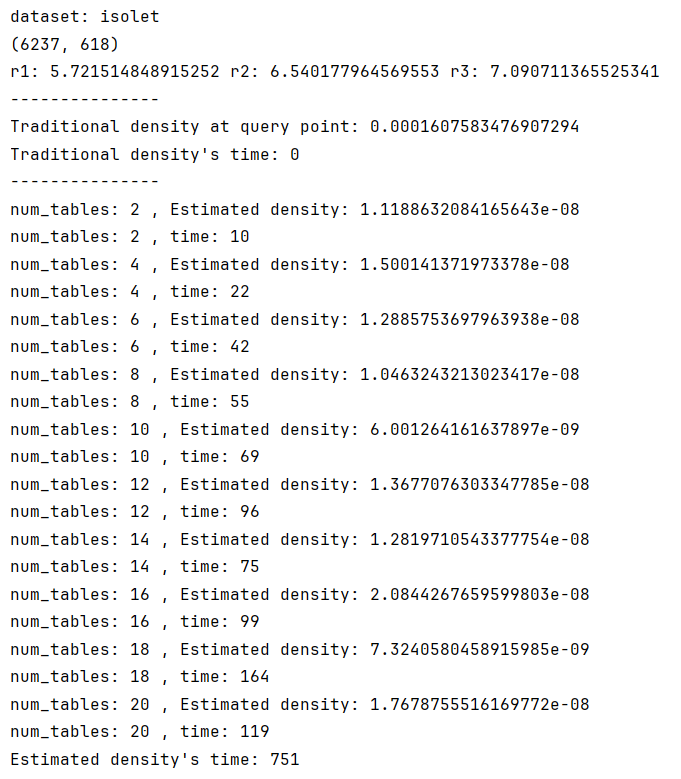 dataset: isolet
(6237, 618)
r1: 5.721514848915252 r2: 6.540177964569553 r3: 7.090711365525341
---------------
Traditional density at query point: 0.0001607583476907294
Traditional density's time: 0
---------------
num_tables: 2 , Estimated density: 1.1188632084165643e-08
num_tables: 2 , time: 10
num_tables: 4 , Estimated density: 1.500141371973378e-08
num_tables: 4 , time: 22
num_tables: 6 , Estimated density: 1.2885753697963938e-08
num_tables: 6 , time: 42
num_tables: 8 , Estimated density: 1.0463243213023417e-08
num_tables: 8 , time: 55
num_tables: 10 , Estimated density: 6.001264161637897e-09
num_tables: 10 , time: 69
num_tables: 12 , Estimated density: 1.3677076303347785e-08
num_tables: 12 , time: 96
num_tables: 14 , Estimated density: 1.2819710543377754e-08
num_tables: 14 , time: 75
num_tables: 16 , Estimated density: 2.0844267659599803e-08
num_tables: 16 , time: 99
num_tables: 18 , Estimated density: 7.3240580458915985e-09
num_tables: 18 , time: 164
num_tables: 20 , Estimated density: 1.7678755516169772e-08
num_tables: 20 , time: 119
Estimated density's time: 751